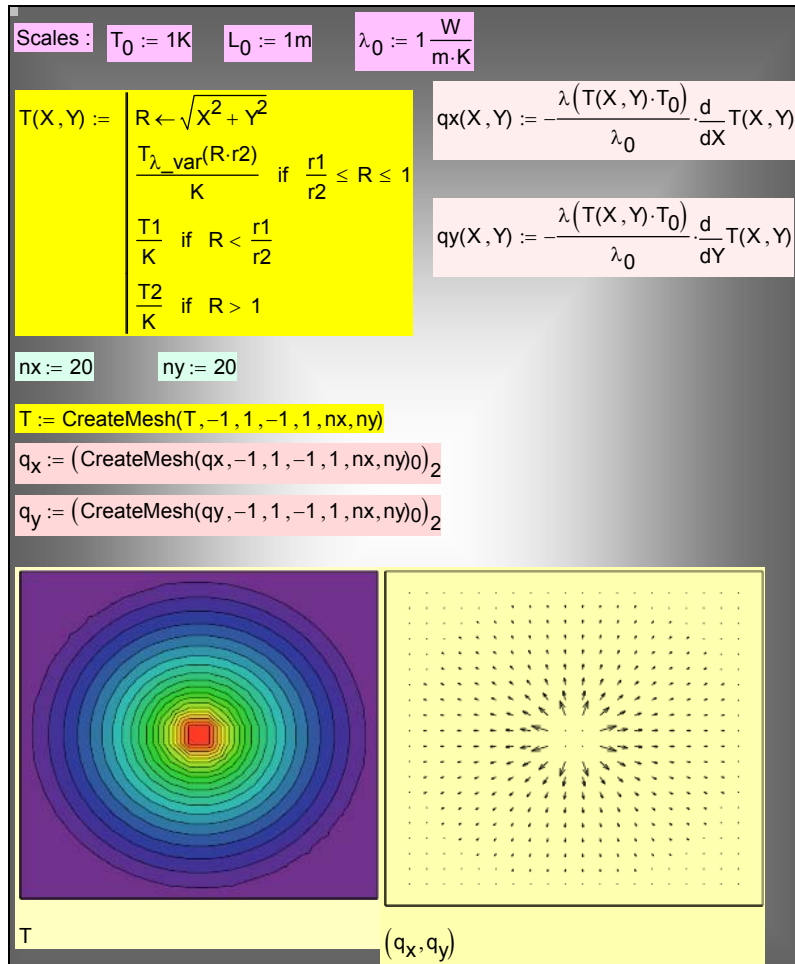 Scales : T0 := 1K L0 := 1m λ0 := 1 W/(m·K)
T(X,Y) := | R ← √(X² + Y²)
Tλ_var(R·r2)/K if r1/r2 ≤ R ≤ 1
T1/K if R < r1/r2
T2/K if R > 1
qx(X,Y) := −λ(T(X,Y)·T0)/λ0 · d/dX T(X,Y)
qy(X,Y) := −λ(T(X,Y)·T0)/λ0 · d/dY T(X,Y)
nx := 20 ny := 20
T := CreateMesh(T,−1,1,−1,1,nx,ny)
qx := (CreateMesh(qx,−1,1,−1,1,nx,ny)0)2
qy := (CreateMesh(qy,−1,1,−1,1,nx,ny)0)2
T
(qx,qy)